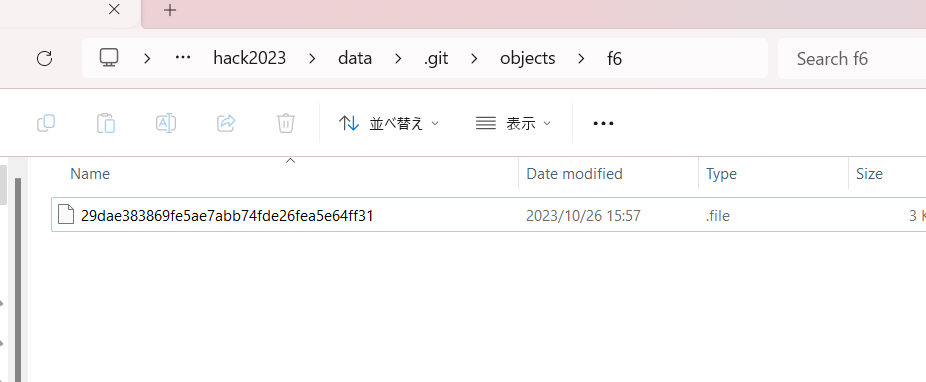 hack2023 data .git objects f6 Search f6
並べ替え 表示
Name Date modified Type Size
29dae383869fe5ae7abb74fde26fea5e64ff31 2023/10/26 15:57 .file 3